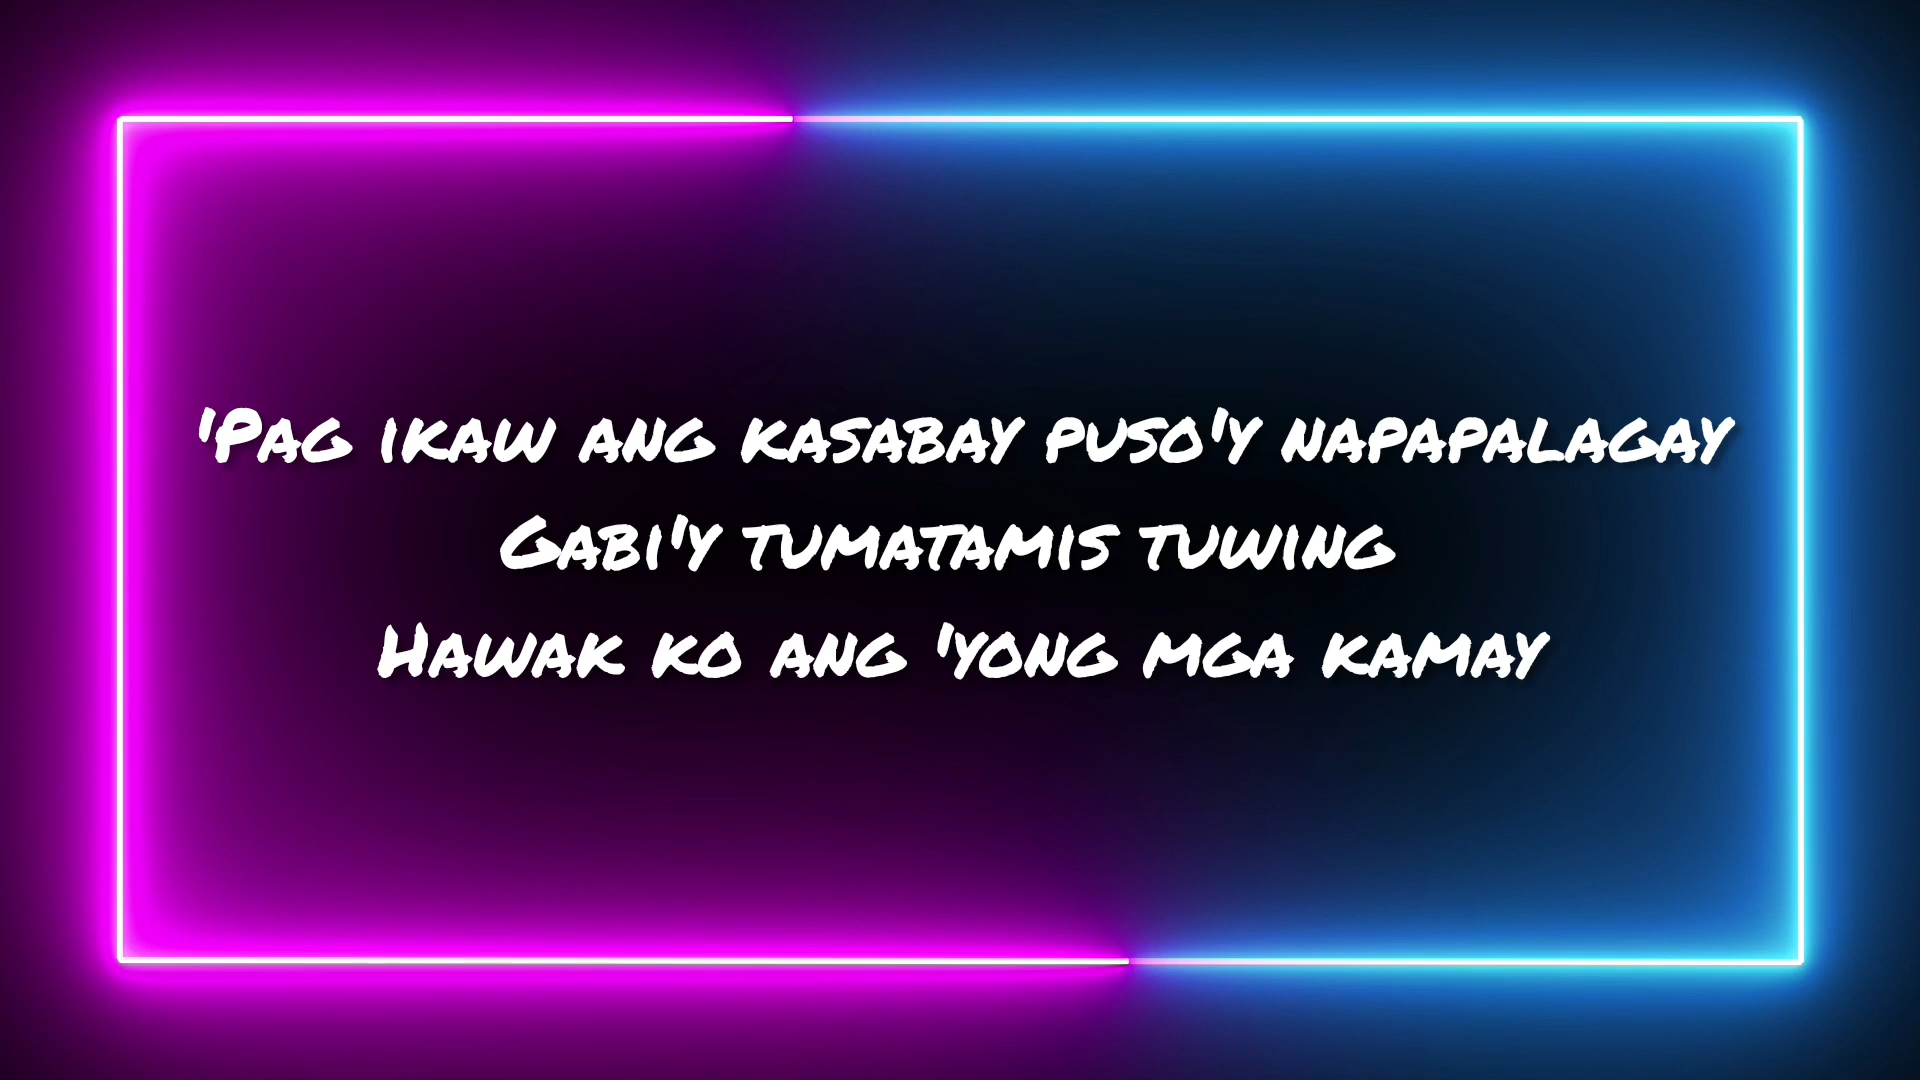 'Pag ikaw ang kasabay puso'y napapalagay
Gabi'y tumatamis tuwing
Hawak ko ang 'yong mga kamay